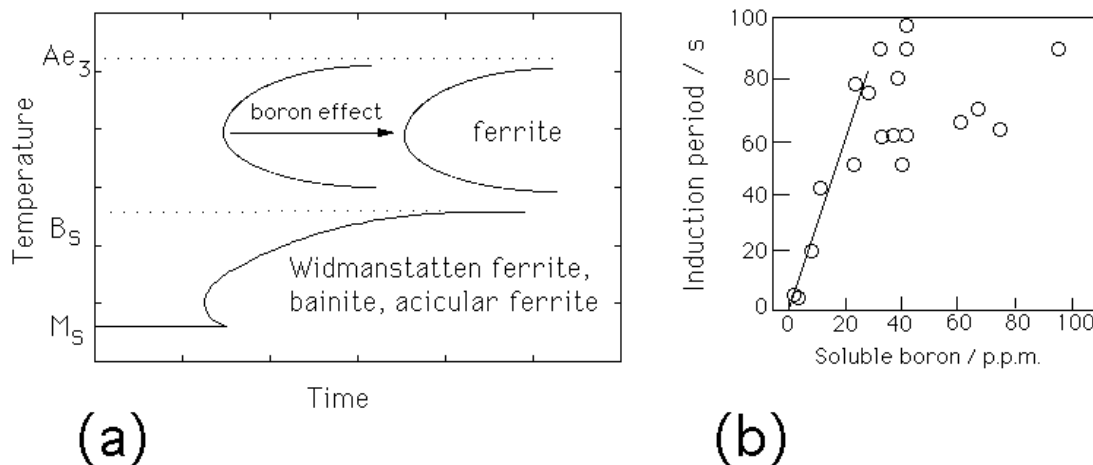 Ae3
Temperature
boron effect
ferrite
BS
Widmanstatten ferrite,
bainite, acicular ferrite
MS
Time
(a)
Induction period / s
100
80
60
40
20
0
0 20 40 60 80 100
Soluble boron / p.p.m.
(b)